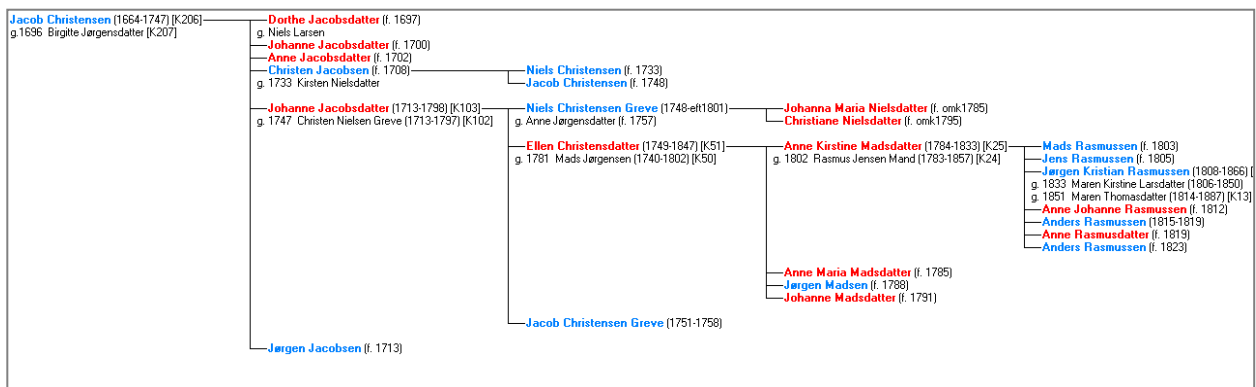 Jacob Christensen (1664-1747) [K206]
g.1696 Birgitte Jørgensdatter [K207]
Dorthe Jacobsdatter (f. 1697)
g. Niels Larsen
Johanne Jacobsdatter (f. 1700)
Anne Jacobsdatter (f. 1702)
Christen Jacobsen (f. 1708)
g. 1733 Kirsten Nielsdatter
Niels Christensen (f. 1733)
Jacob Christensen (f. 1748)
Johanne Jacobsdatter (1713-1798) [K103]
g. 1747 Christen Nielsen Greve (1713-1797) [K102]
Niels Christensen Greve (1748-eft1801)
g. Anne Jørgensdatter (f. 1757)
Johanna Maria Nielsdatter (f. omk1785)
Christiane Nielsdatter (f. omk1795)
Ellen Christensdatter (1749-1847) [K51]
g. 1781 Mads Jørgensen (1740-1802) [K50]
Anne Kirstine Madsdatter (1784-1833) [K25]
g. 1802 Rasmus Jensen Mand (1783-1857) [K24]
Mads Rasmussen (f. 1803)
Jens Rasmussen (f. 1805)
Jørgen Kristian Rasmussen (1808-1866) [
g. 1833 Maren Kirstine Larsdatter (1806-1850)
g. 1851 Maren Thomasdatter (1814-1887) [K13]
Anne Johanne Rasmussen (f. 1812)
Anders Rasmussen (1815-1819)
Anne Rasmusdatter (f. 1819)
Anders Rasmussen (f. 1823)
Anne Maria Madsdatter (f. 1785)
Jørgen Madsen (f. 1788)
Johanne Madsdatter (f. 1791)
Jacob Christensen Greve (1751-1758)
Jørgen Jacobsen (f. 1713)